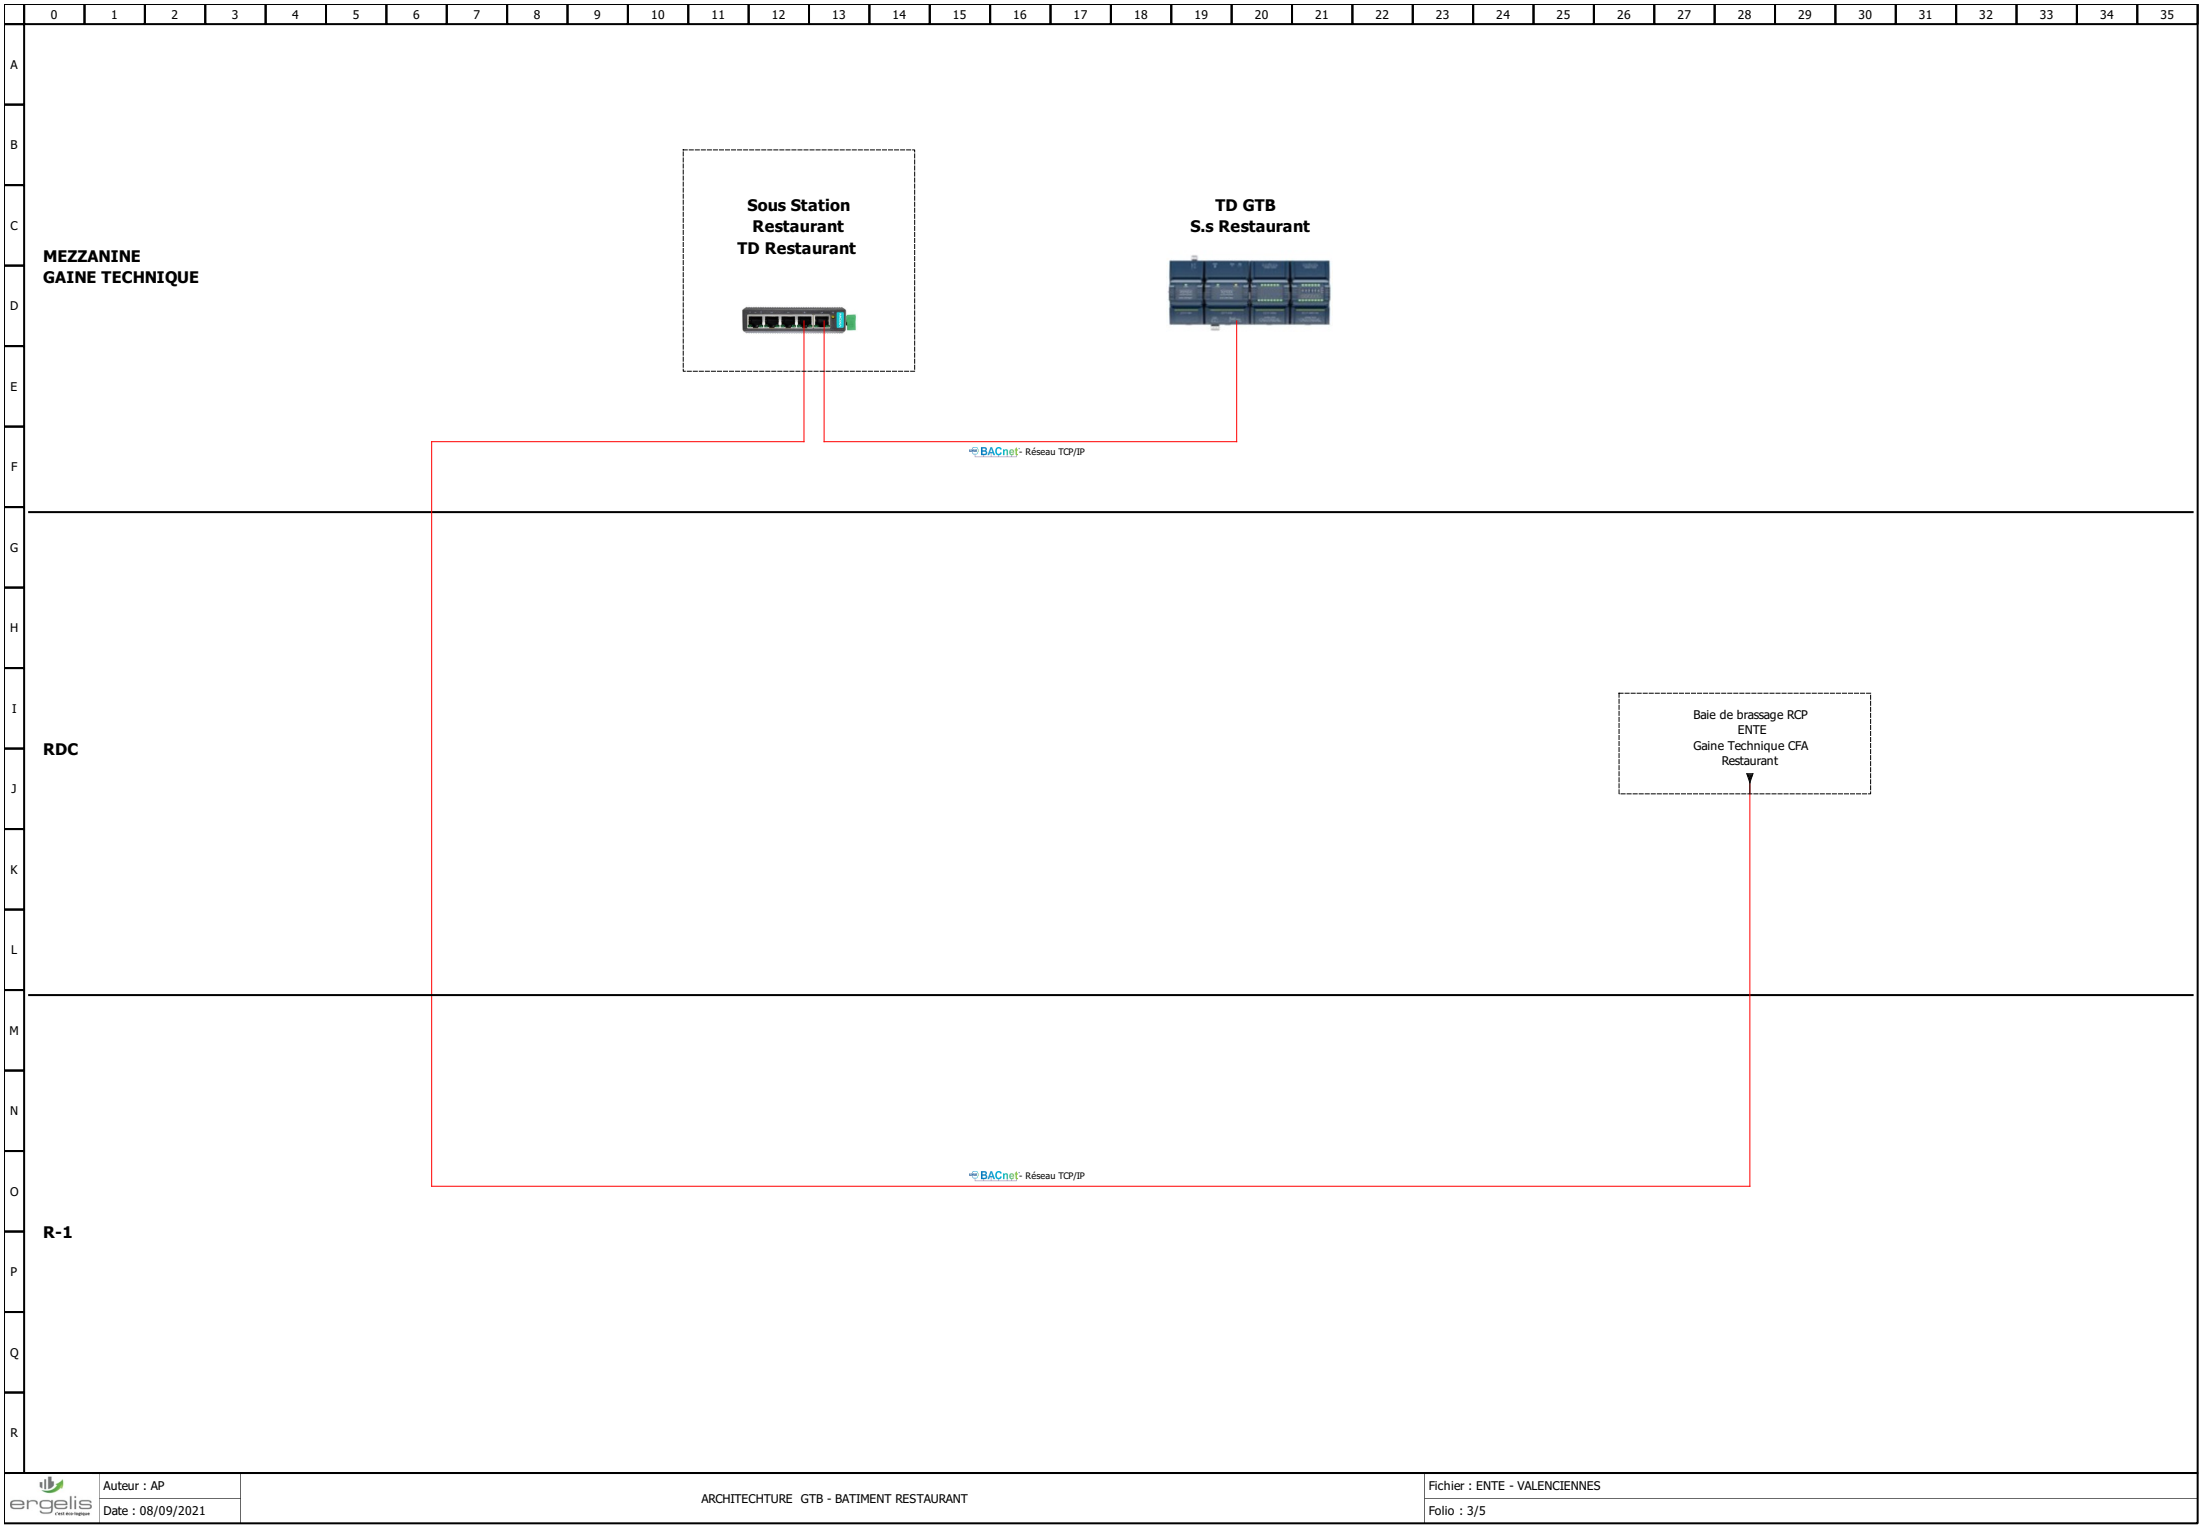 0 1 2 3 4 5 6 7 8 9 10 11 12 13 14 15 16 17 18 19 20 21 22 23 24 25 26 27 28 29 30 31 32 33 34 35
A
B
C
D
E
F
G
H
I
J
K
L
M
N
O
P
Q
R
Sous Station
Restaurant
TD Restaurant
TD GTB
S.s Restaurant
MEZZANINE
GAINE TECHNIQUE
BACnet - Réseau TCP/IP
Baie de brassage RCP
ENTE
Gaine Technique CFA
Restaurant
RDC
BACnet - Réseau TCP/IP
R-1
ergelis
c'est éco-logique
Auteur : AP
Date : 08/09/2021
ARCHITECHTURE GTB - BATIMENT RESTAURANT
Fichier : ENTE - VALENCIENNES
Folio : 3/5